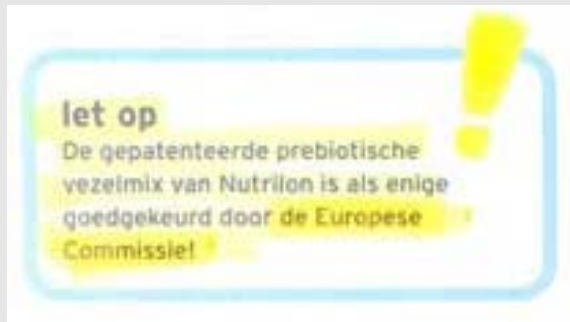 let op
De gepatenteerde prebiotische
vezelmix van Nutrilon is als enige
goedgekeurd door de Europese
Commissie!